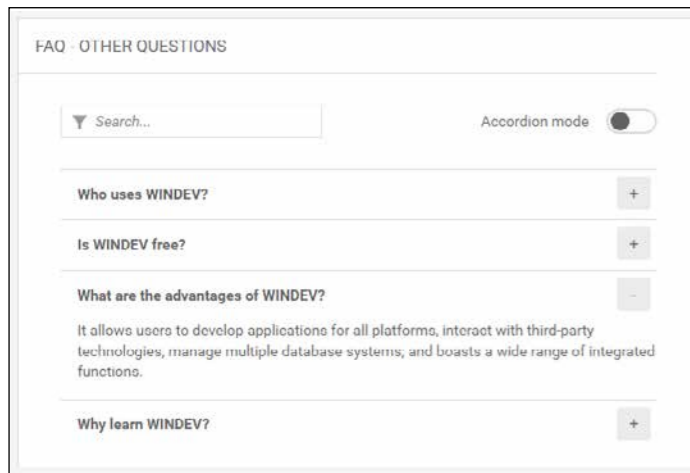 FAQ - OTHER QUESTIONS
Search...
Accordion mode
Who uses WINDEV?
+
Is WINDEV free?
+
What are the advantages of WINDEV?
-
It allows users to develop applications for all platforms, interact with third-party
technologies, manage multiple database systems, and boasts a wide range of integrated
functions.
Why learn WINDEV?
+